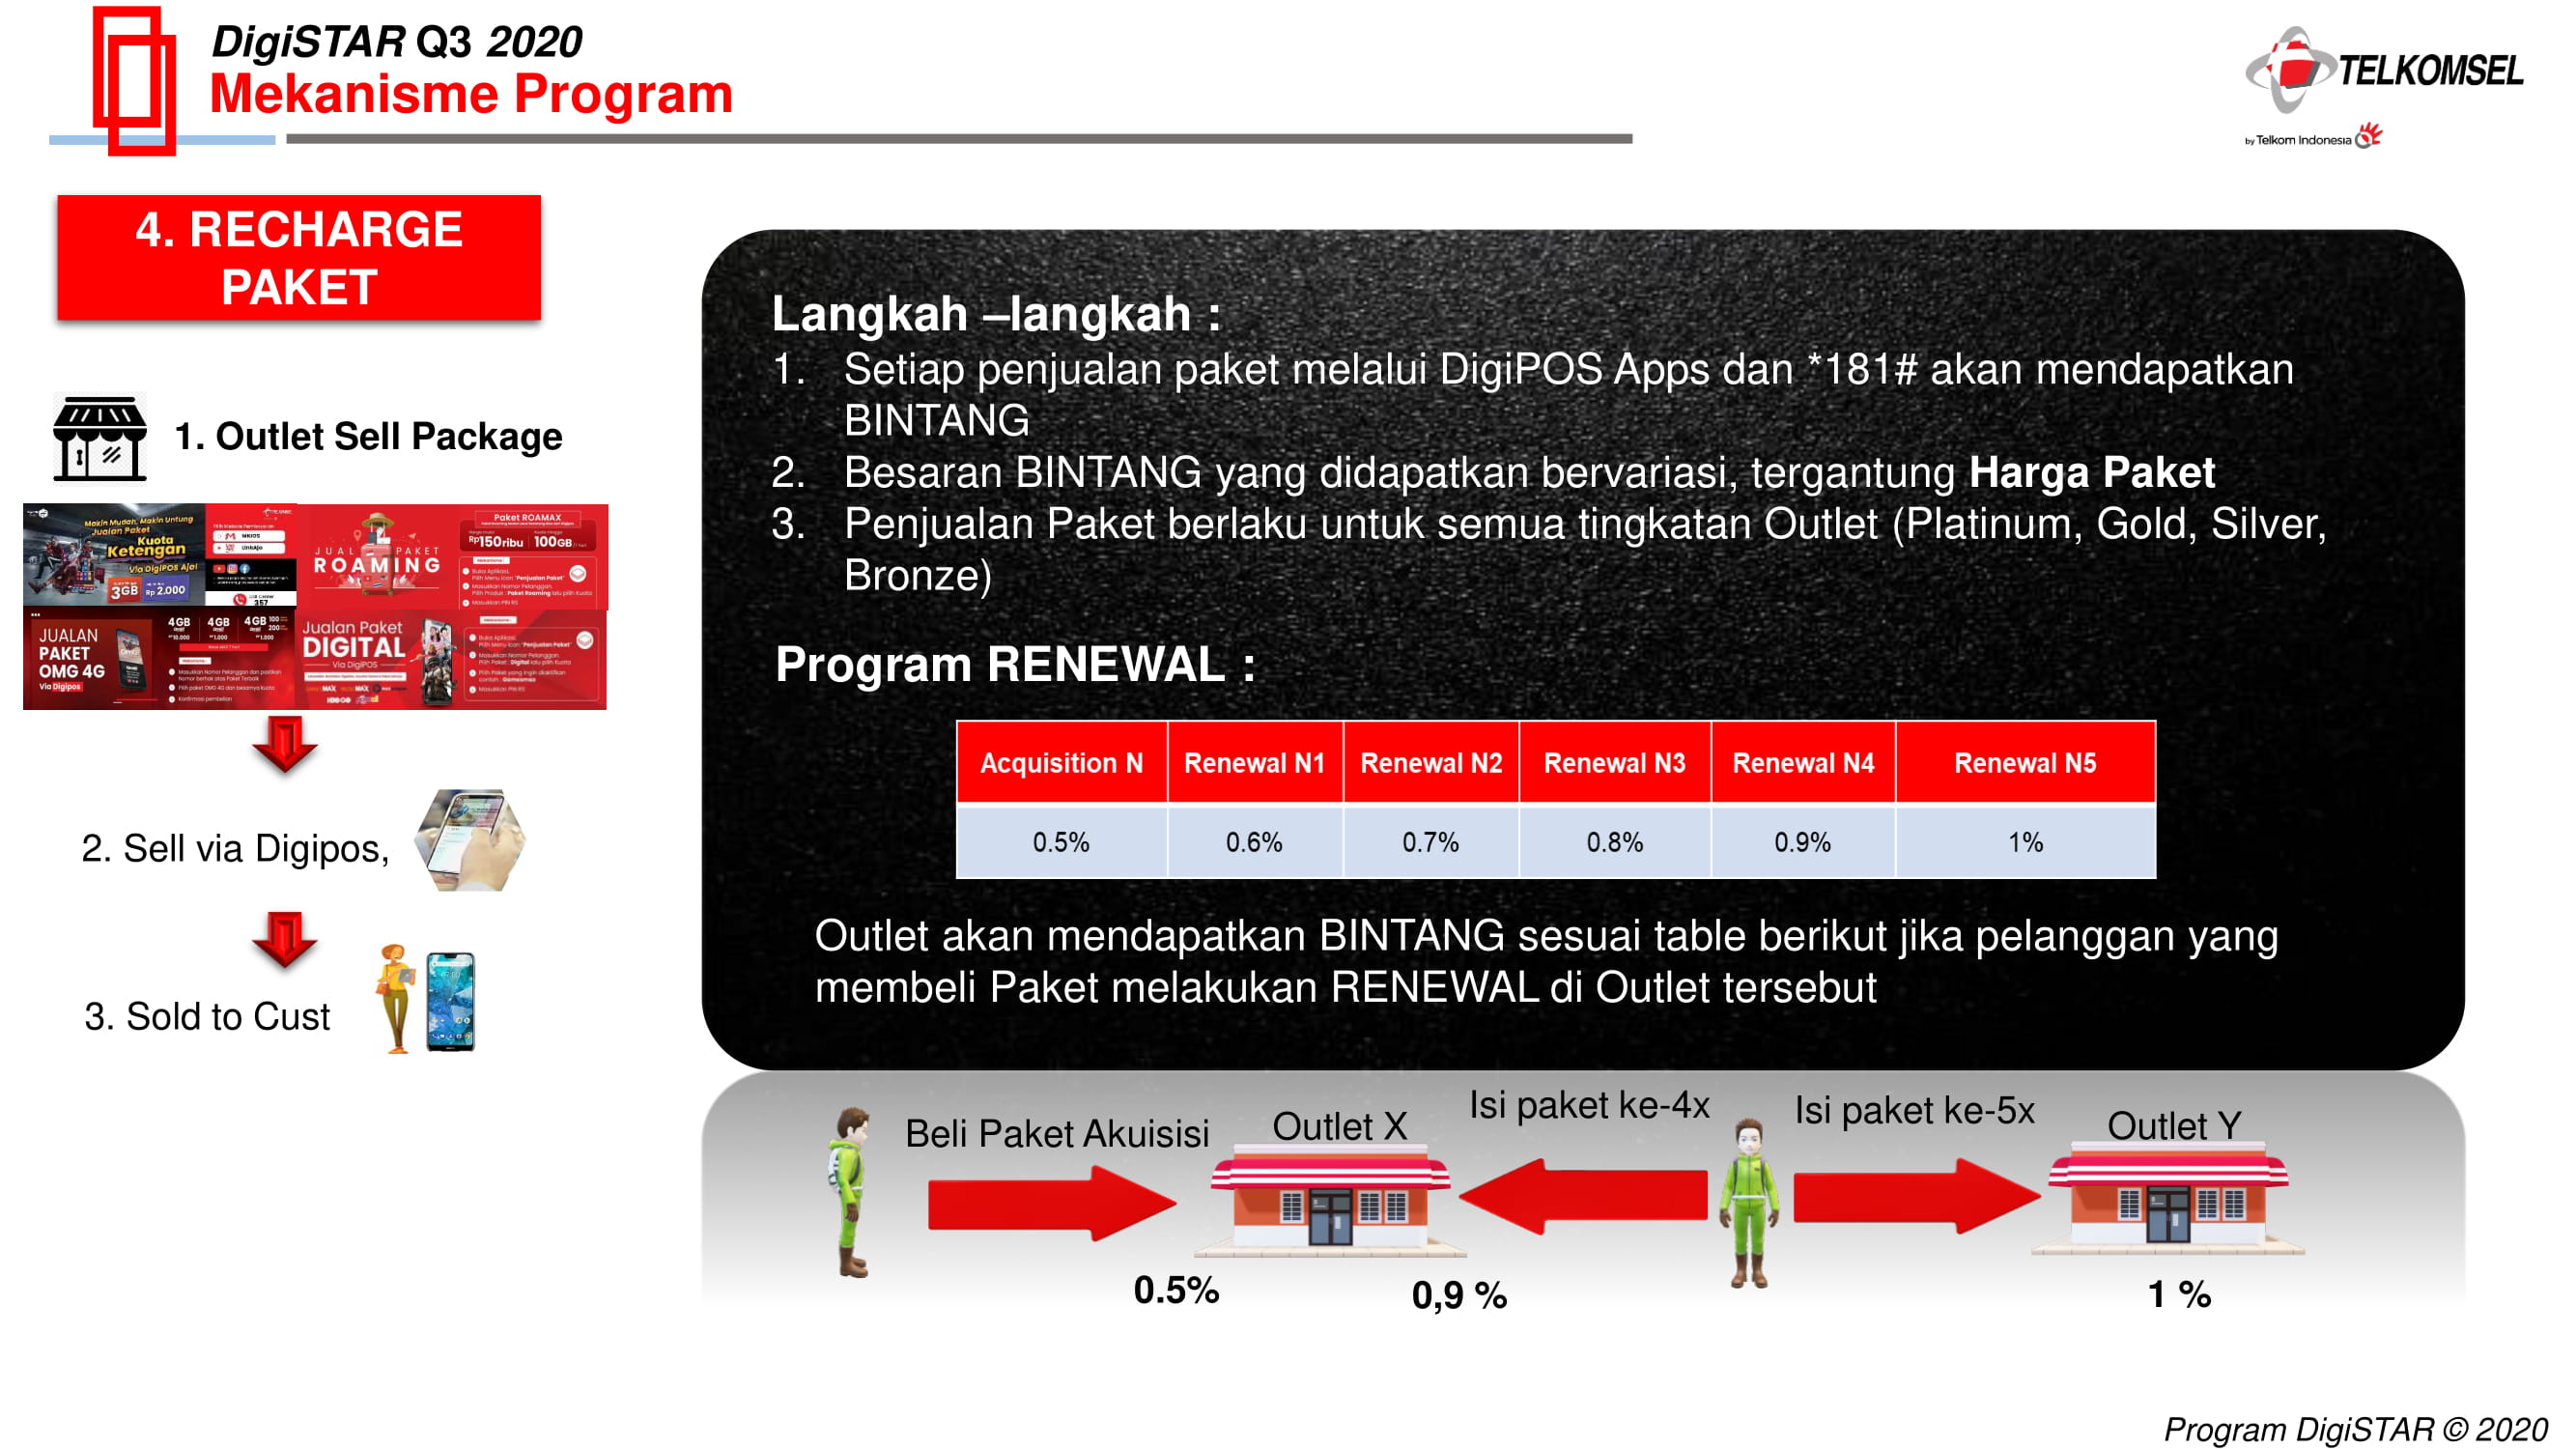 DigiSTAR Q3 2020
Mekanisme Program
TELKOMSEL
by Telkom Indonesia
4. RECHARGE
PAKET
1. Outlet Sell Package
Makin Mudah, Makin Untung
Jualan Paket
Kuota
Ketengan
Via DigiPOS Aja!
3GB
Rp 2.000
MKIOS
LinkAja
JUAL PAKET
ROAMING
Paket ROAMAX
Rp150ribu
100GB
JUALAN
PAKET
OMG 4G
Via Digipos
4GB
4GB
4GB
Jualan Paket
DIGITAL
Via DigiPOS
2. Sell via Digipos,
3. Sold to Cust
Langkah –langkah :
1. Setiap penjualan paket melalui DigiPOS Apps dan *181# akan mendapatkan
BINTANG
2. Besaran BINTANG yang didapatkan bervariasi, tergantung Harga Paket
3. Penjualan Paket berlaku untuk semua tingkatan Outlet (Platinum, Gold, Silver,
Bronze)
Program RENEWAL :
Acquisition N Renewal N1 Renewal N2 Renewal N3 Renewal N4 Renewal N5
0.5% 0.6% 0.7% 0.8% 0.9% 1%
Outlet akan mendapatkan BINTANG sesuai table berikut jika pelanggan yang
membeli Paket melakukan RENEWAL di Outlet tersebut
Beli Paket Akuisisi
Outlet X
Isi paket ke-4x
Isi paket ke-5x
Outlet Y
0.5%
0,9 %
1 %
Program DigiSTAR © 2020